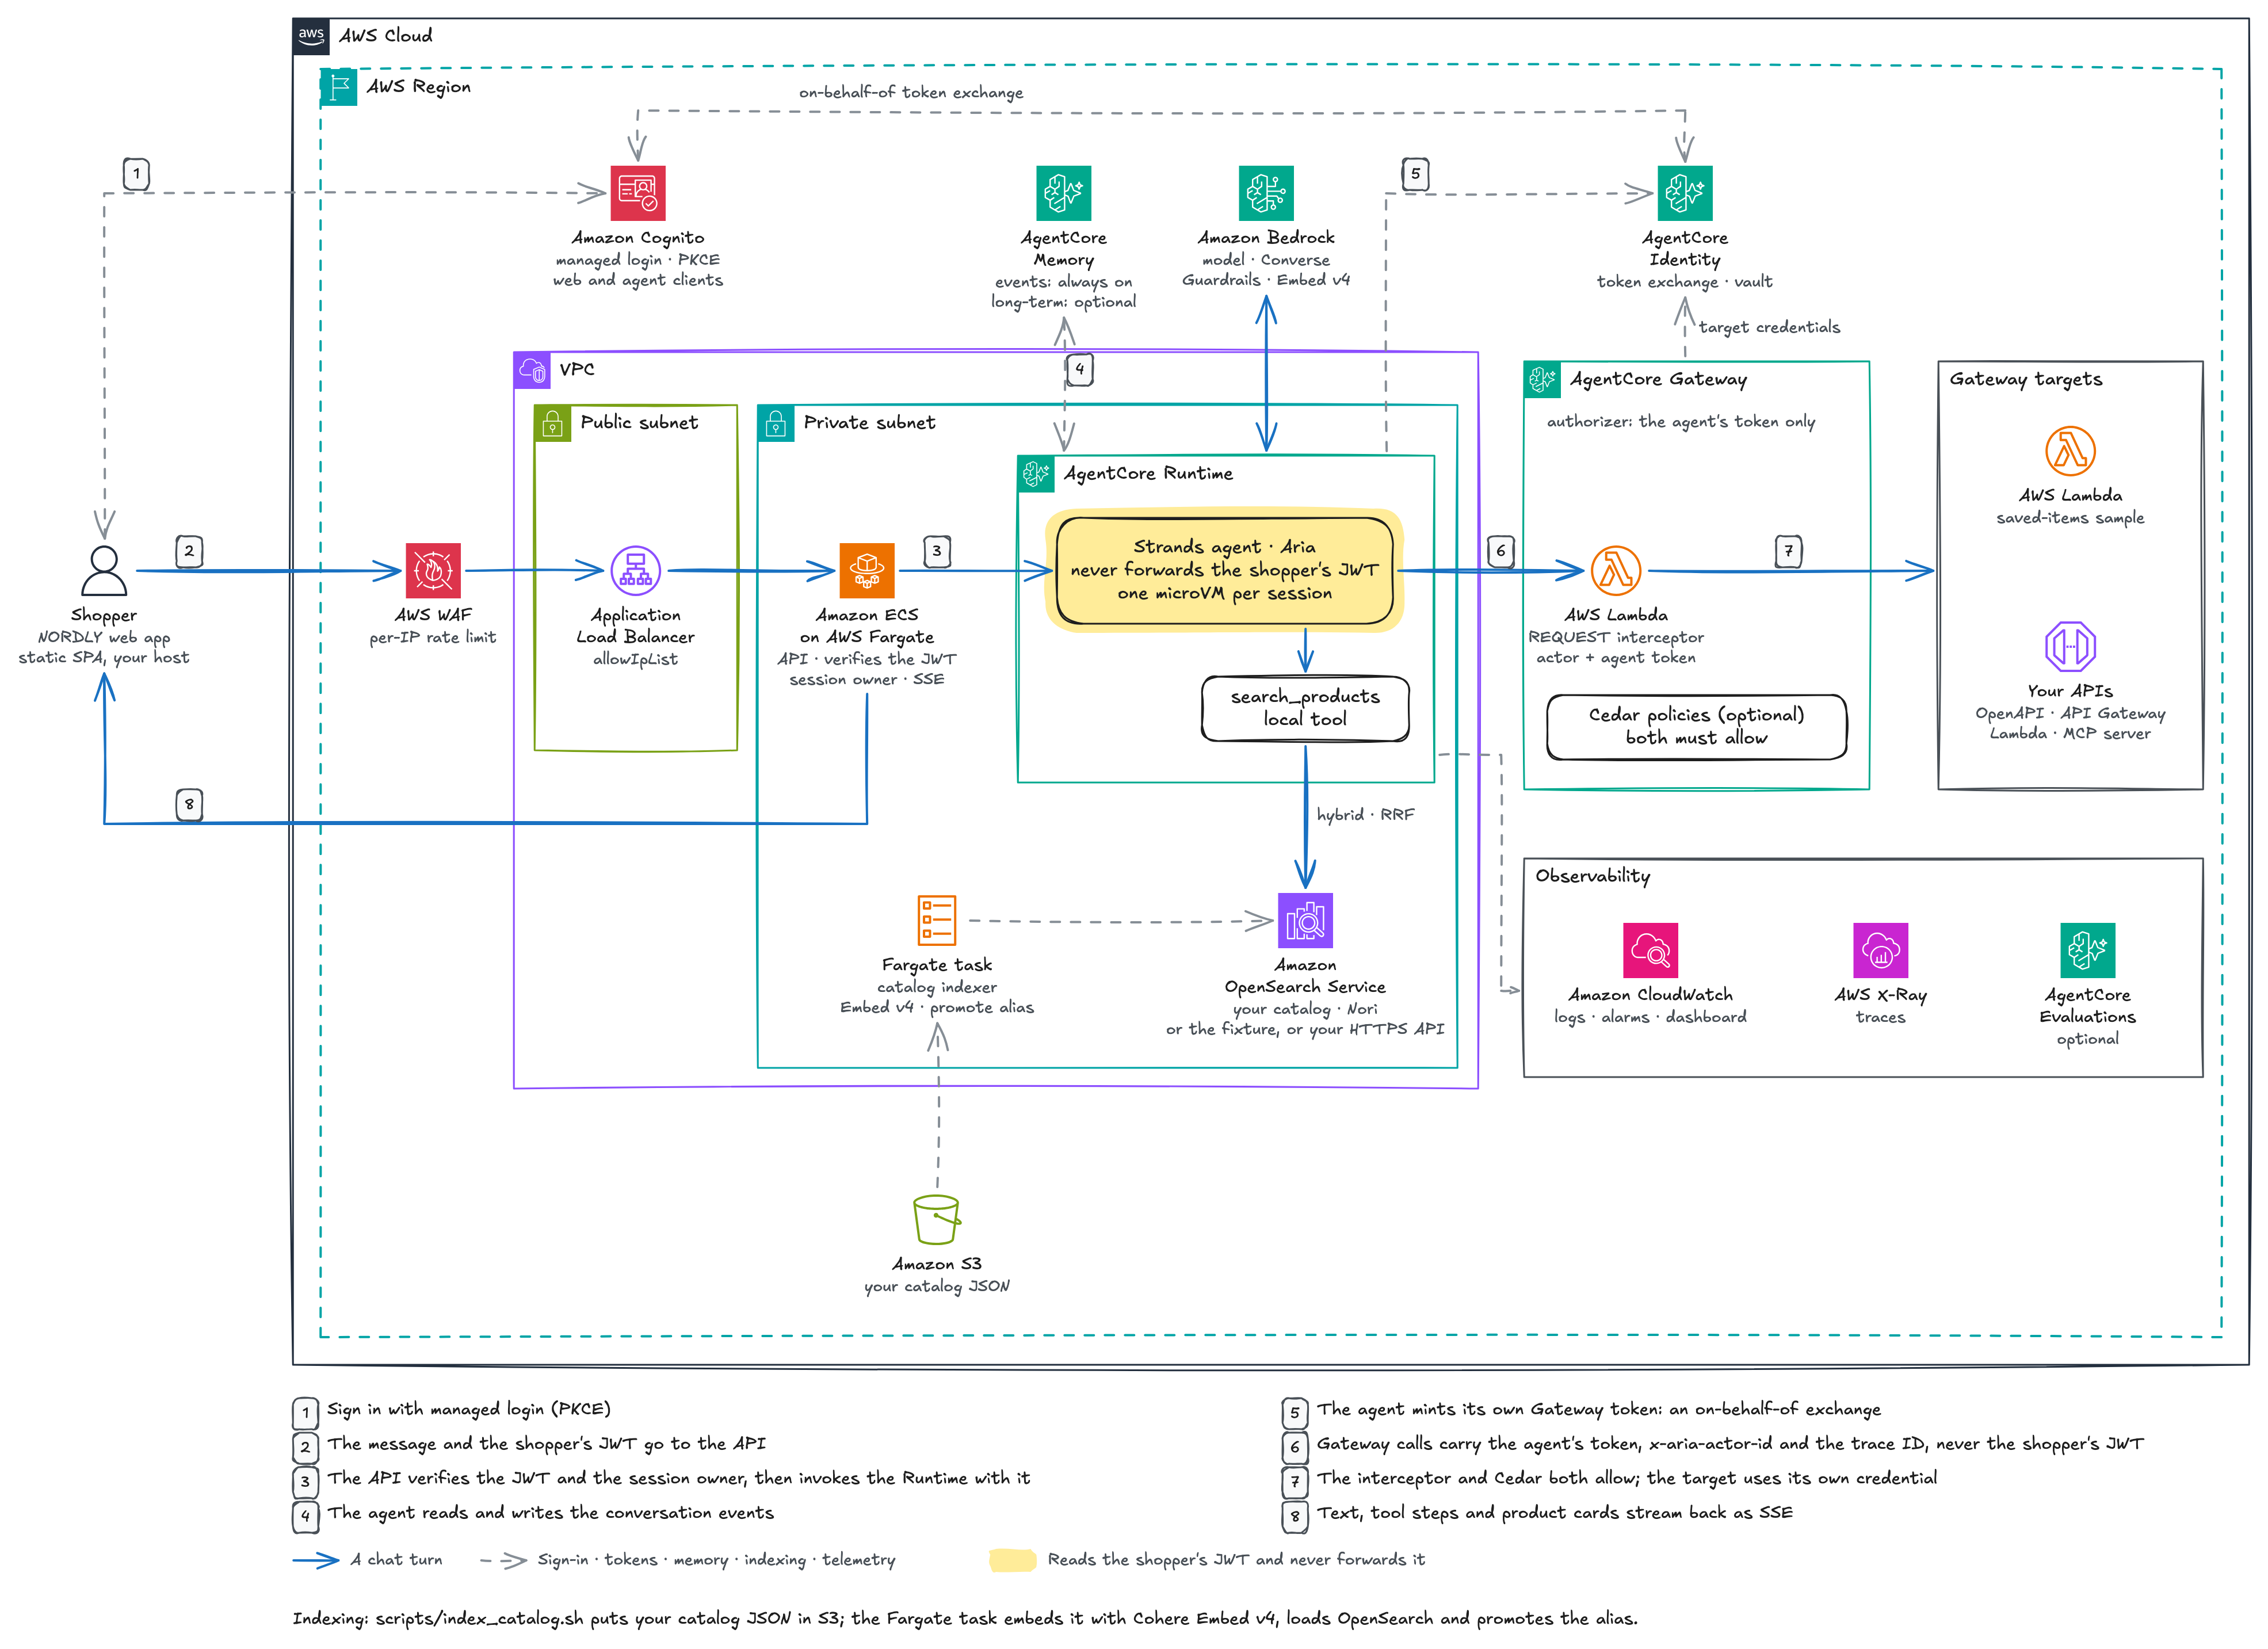 aws
AWS Cloud
AWS Region
on-behalf-of token exchange
1
5
Amazon Cognito
managed login · PKCE
web and agent clients
AgentCore
Memory
events: always on
long-term: optional
Amazon Bedrock
model · Converse
Guardrails · Embed v4
AgentCore
Identity
token exchange · vault
target credentials
VPC
4
Public subnet
Private subnet
AgentCore Gateway
authorizer: the agent's token only
Gateway targets
AWS Lambda
saved-items sample
AgentCore Runtime
Strands agent · Aria
never forwards the shopper's JWT
one microVM per session
2
3
6
7
Shopper
NORDLY web app
static SPA, your host
AWS WAF
per-IP rate limit
Application
Load Balancer
allowIpList
Amazon ECS
on AWS Fargate
API · verifies the JWT
session owner · SSE
AWS Lambda
REQUEST interceptor
actor + agent token
search_products
local tool
Cedar policies (optional)
both must allow
Your APIs
OpenAPI · API Gateway
Lambda · MCP server
8
hybrid · RRF
Observability
Fargate task
catalog indexer
Embed v4 · promote alias
Amazon
OpenSearch Service
your catalog · Nori
or the fixture, or your HTTPS API
Amazon CloudWatch
logs · alarms · dashboard
AWS X-Ray
traces
AgentCore
Evaluations
optional
Amazon S3
your catalog JSON
1 Sign in with managed login (PKCE)
2 The message and the shopper's JWT go to the API
3 The API verifies the JWT and the session owner, then invokes the Runtime with it
4 The agent reads and writes the conversation events
5 The agent mints its own Gateway token: an on-behalf-of exchange
6 Gateway calls carry the agent's token, x-aria-actor-id and the trace ID, never the shopper's JWT
7 The interceptor and Cedar both allow; the target uses its own credential
8 Text, tool steps and product cards stream back as SSE
A chat turn
Sign-in · tokens · memory · indexing · telemetry
Reads the shopper's JWT and never forwards it
Indexing: scripts/index_catalog.sh puts your catalog JSON in S3; the Fargate task embeds it with Cohere Embed v4, loads OpenSearch and promotes the alias.